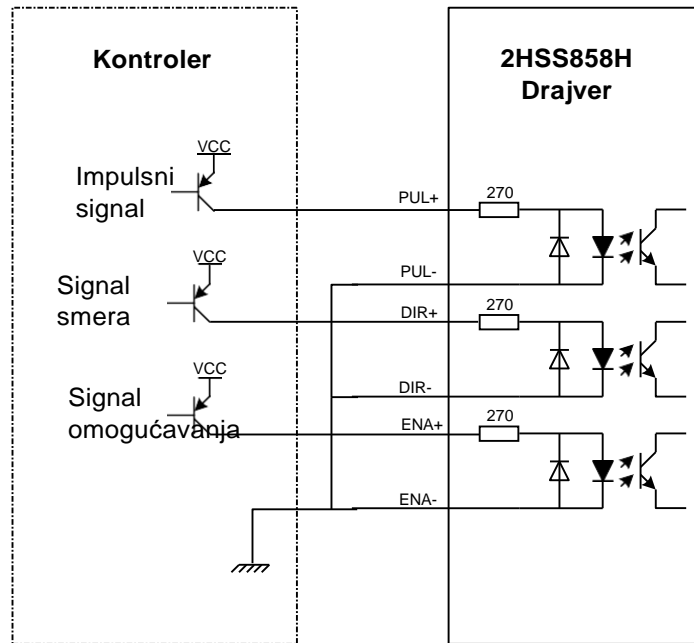 Kontroler
2HSS858H
Drajver
VCC
Impulsni
signal
PUL+
270
VCC
PUL-
Signal
smera
DIR+
270
VCC
DIR-
Signal
omogućavanja
ENA+
270
ENA-